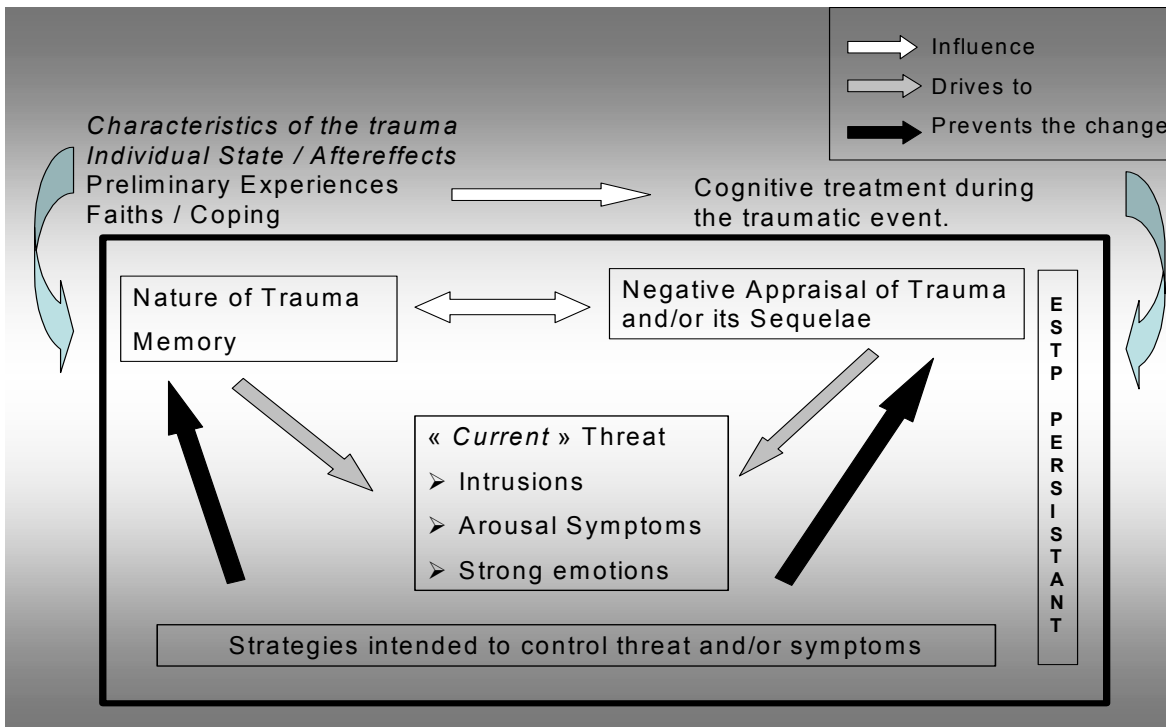 Influence
Drives to
Prevents the change
Characteristics of the trauma
Individual State / Aftereffects
Preliminary Experiences
Faiths / Coping
Cognitive treatment during
the traumatic event.
Nature of Trauma
Memory
Negative Appraisal of Trauma
and/or its Sequelae
« Current » Threat
➢ Intrusions
➢ Arousal Symptoms
➢ Strong emotions
Strategies intended to control threat and/or symptoms
ESTP PERSISTANT